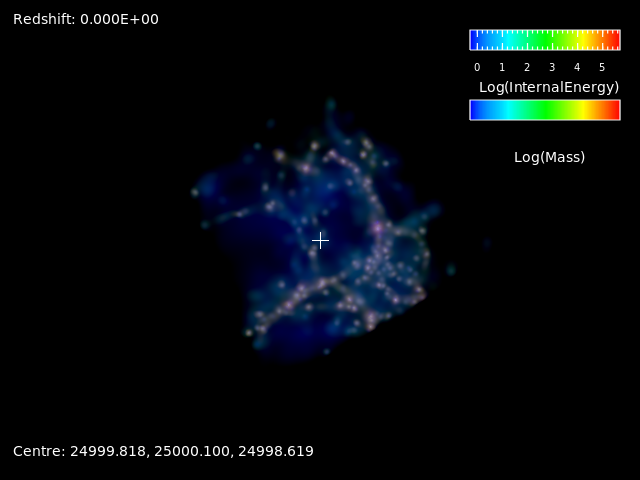 Redshift: 0.000E+00
0 1 2 3 4 5
Log(InternalEnergy)
Log(Mass)
Centre: 24999.818, 25000.100, 24998.619